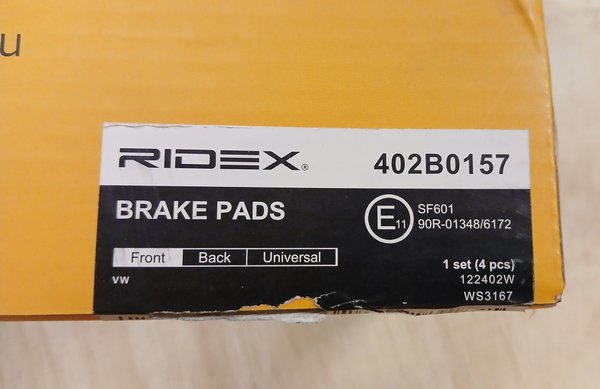 u
RIDEX®
402B0157
BRAKE PADS
E11
SF601
90R-01348/6172
Front Back Universal
VW
1 set (4 pcs)
122402W
WS3167